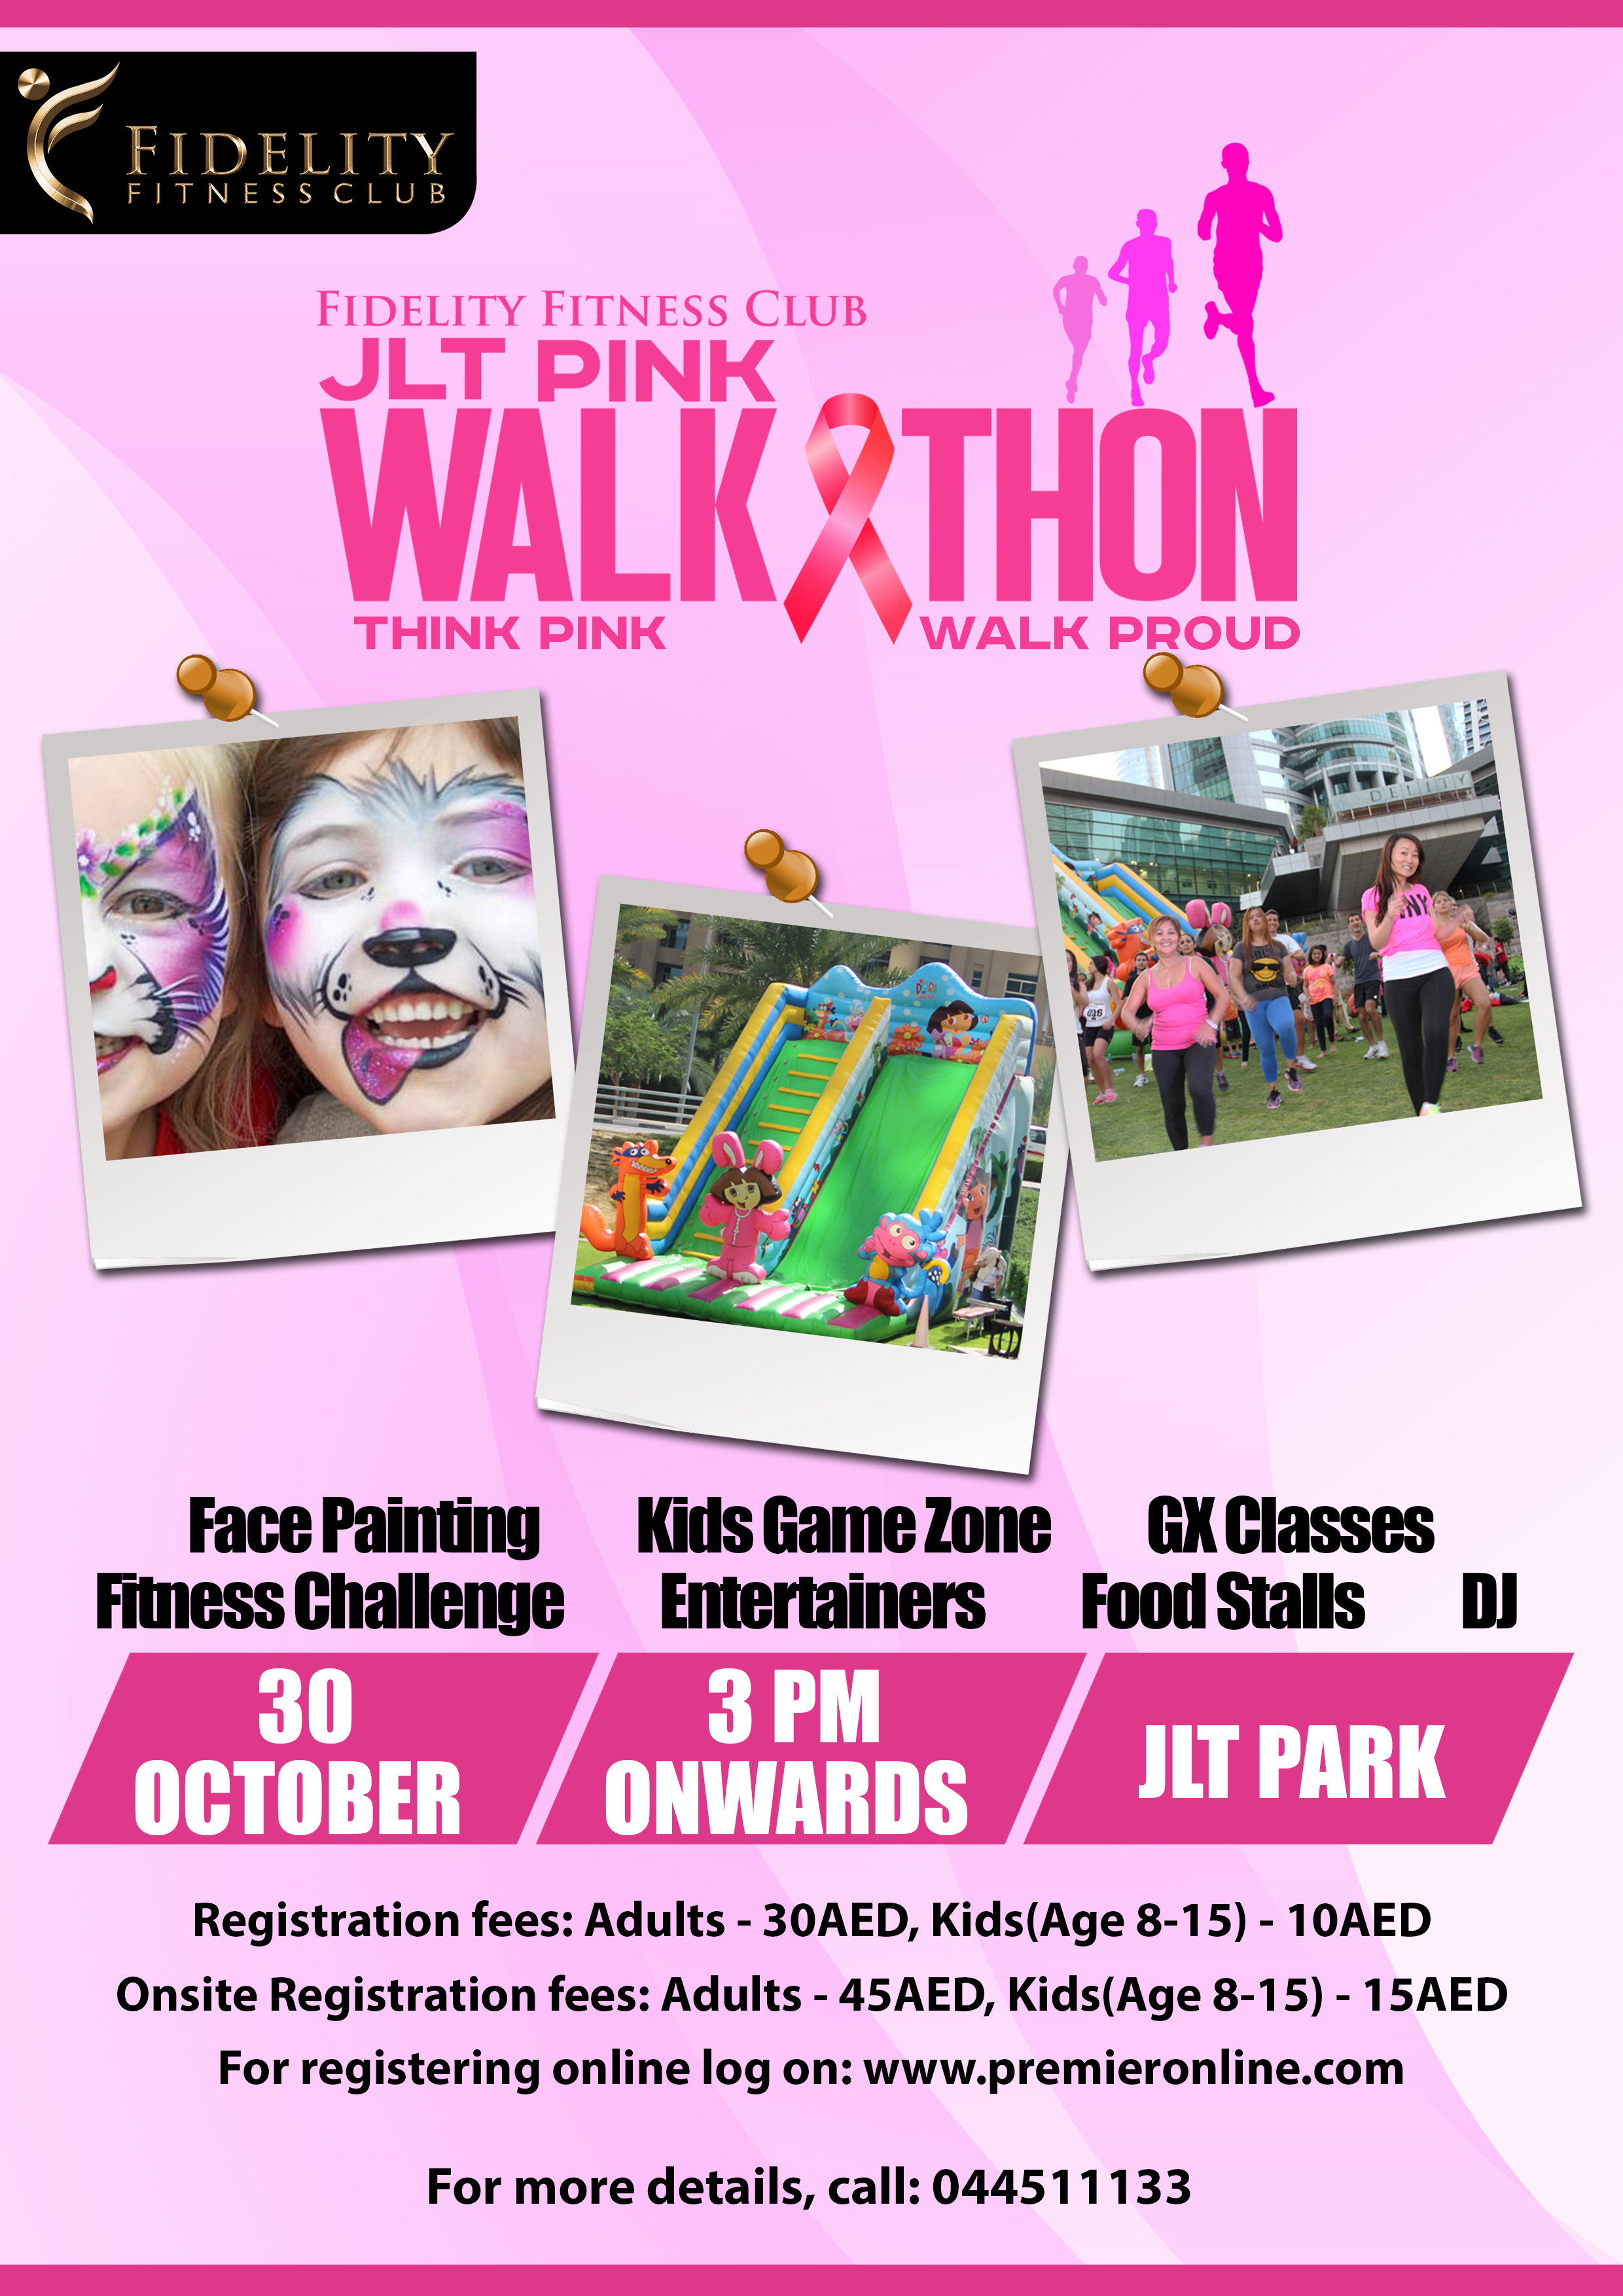 FIDELITY
FITNESS CLUB
FIDELITY FITNESS CLUB
JLT PINK
WALK THON
THINK PINK WALK PROUD
DELITY
Face Painting Kids Game Zone GX Classes
Fitness Challenge Entertainers Food Stalls DJ
30
OCTOBER
3 PM
ONWARDS
JLT PARK
Registration fees: Adults - 30AED, Kids(Age 8-15) - 10AED
Onsite Registration fees: Adults - 45AED, Kids(Age 8-15) - 15AED
For registering online log on: www.premieronline.com
For more details, call: 044511133